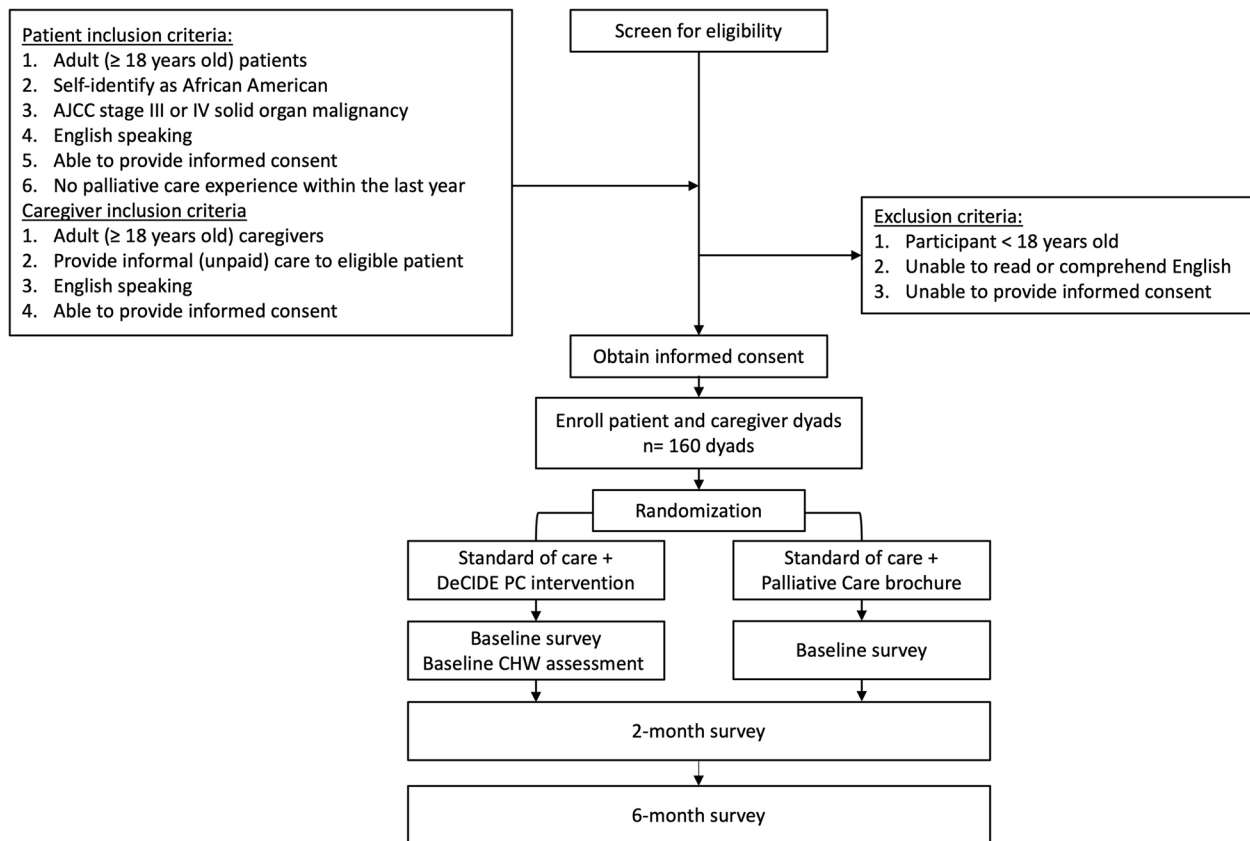 Patient inclusion criteria:
1. Adult (≥ 18 years old) patients
2. Self-identify as African American
3. AJCC stage III or IV solid organ malignancy
4. English speaking
5. Able to provide informed consent
6. No palliative care experience within the last year
Caregiver inclusion criteria
1. Adult (≥ 18 years old) caregivers
2. Provide informal (unpaid) care to eligible patient
3. English speaking
4. Able to provide informed consent
Screen for eligibility
Exclusion criteria:
1. Participant < 18 years old
2. Unable to read or comprehend English
3. Unable to provide informed consent
Obtain informed consent
Enroll patient and caregiver dyads
n= 160 dyads
Randomization
Standard of care +
DeCIDE PC intervention
Standard of care +
Palliative Care brochure
Baseline survey
Baseline CHW assessment
Baseline survey
2-month survey
6-month survey